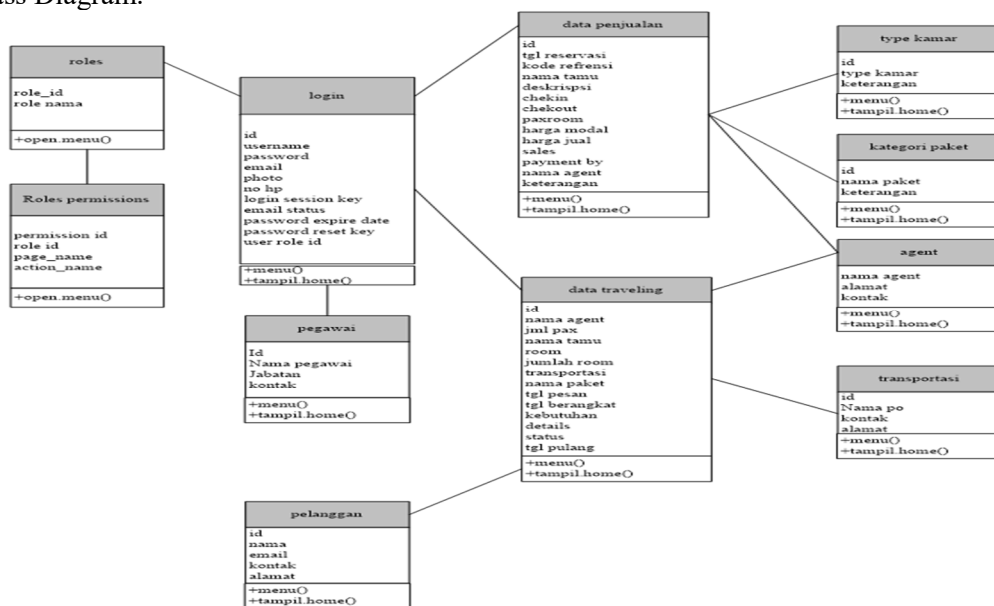 ass Diagram.
roles
role_id
role nama
+open.menu()
Roles permissions
permission id
role id
page_name
action_name
+open.menu()
login
id
username
password
email
photo
no hp
login session key
email status
password expire date
password reset key
user role id
+menu()
+tampil.home()
pegawai
Id
Nama pegawai
Jabatan
kontak
+menu()
+tampil.home()
pelanggan
id
nama
email
kontak
alamat
+menu()
+tampil.home()
data penjualan
id
tgl reservasi
kode refrensi
nama tamu
deskrispsi
chekin
chekout
paxroom
harga modal
harga jual
sales
payment by
nama agent
keterangan
+menu()
+tampil.home()
data traveling
id
nama agent
jml pax
nama tamu
room
jumlah room
transportasi
nama paket
tgl pesan
tgl berangkat
kebutuhan
details
status
tgl pulang
+menu()
+tampil.home()
type kamar
id
type kamar
keterangan
+menu()
+tampil.home()
kategori paket
id
nama paket
keterangan
+menu()
+tampil.home()
agent
nama agent
alamat
kontak
+menu()
+tampil.home()
transportasi
id
Nama po
kontak
alamat
+menu()
+tampil.home()